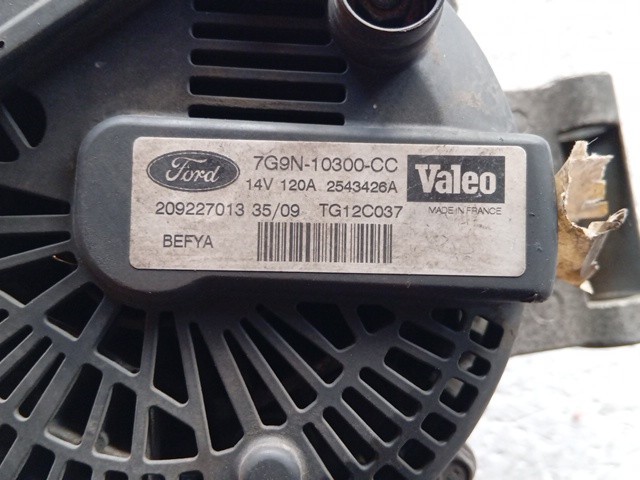 Ford 7G9N-10300-CC Valeo
14V 120A 2543426A
209227013 35/09 TG12C037 MADE IN FRANCE
BEFYA